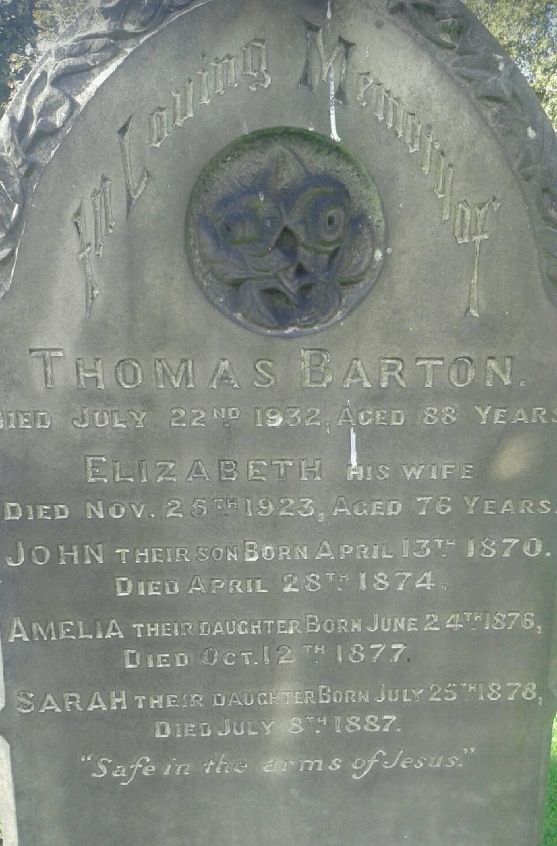 In Loving Memory of
THOMAS BARTON.
DIED JULY 22ND 1932, AGED 88 YEARS
ELIZABETH HIS WIFE.
DIED NOV. 25TH 1923, AGED 76 YEARS.
JOHN THEIR SON BORN APRIL 13TH 1870.
DIED APRIL 28TH 1874.
AMELIA THEIR DAUGHTER BORN JUNE 24TH 1876,
DIED OCT. 12TH 1877.
SARAH THEIR DAUGHTER BORN JULY 25TH 1878,
DIED JULY 8TH 1887.
"Safe in the arms of Jesus."